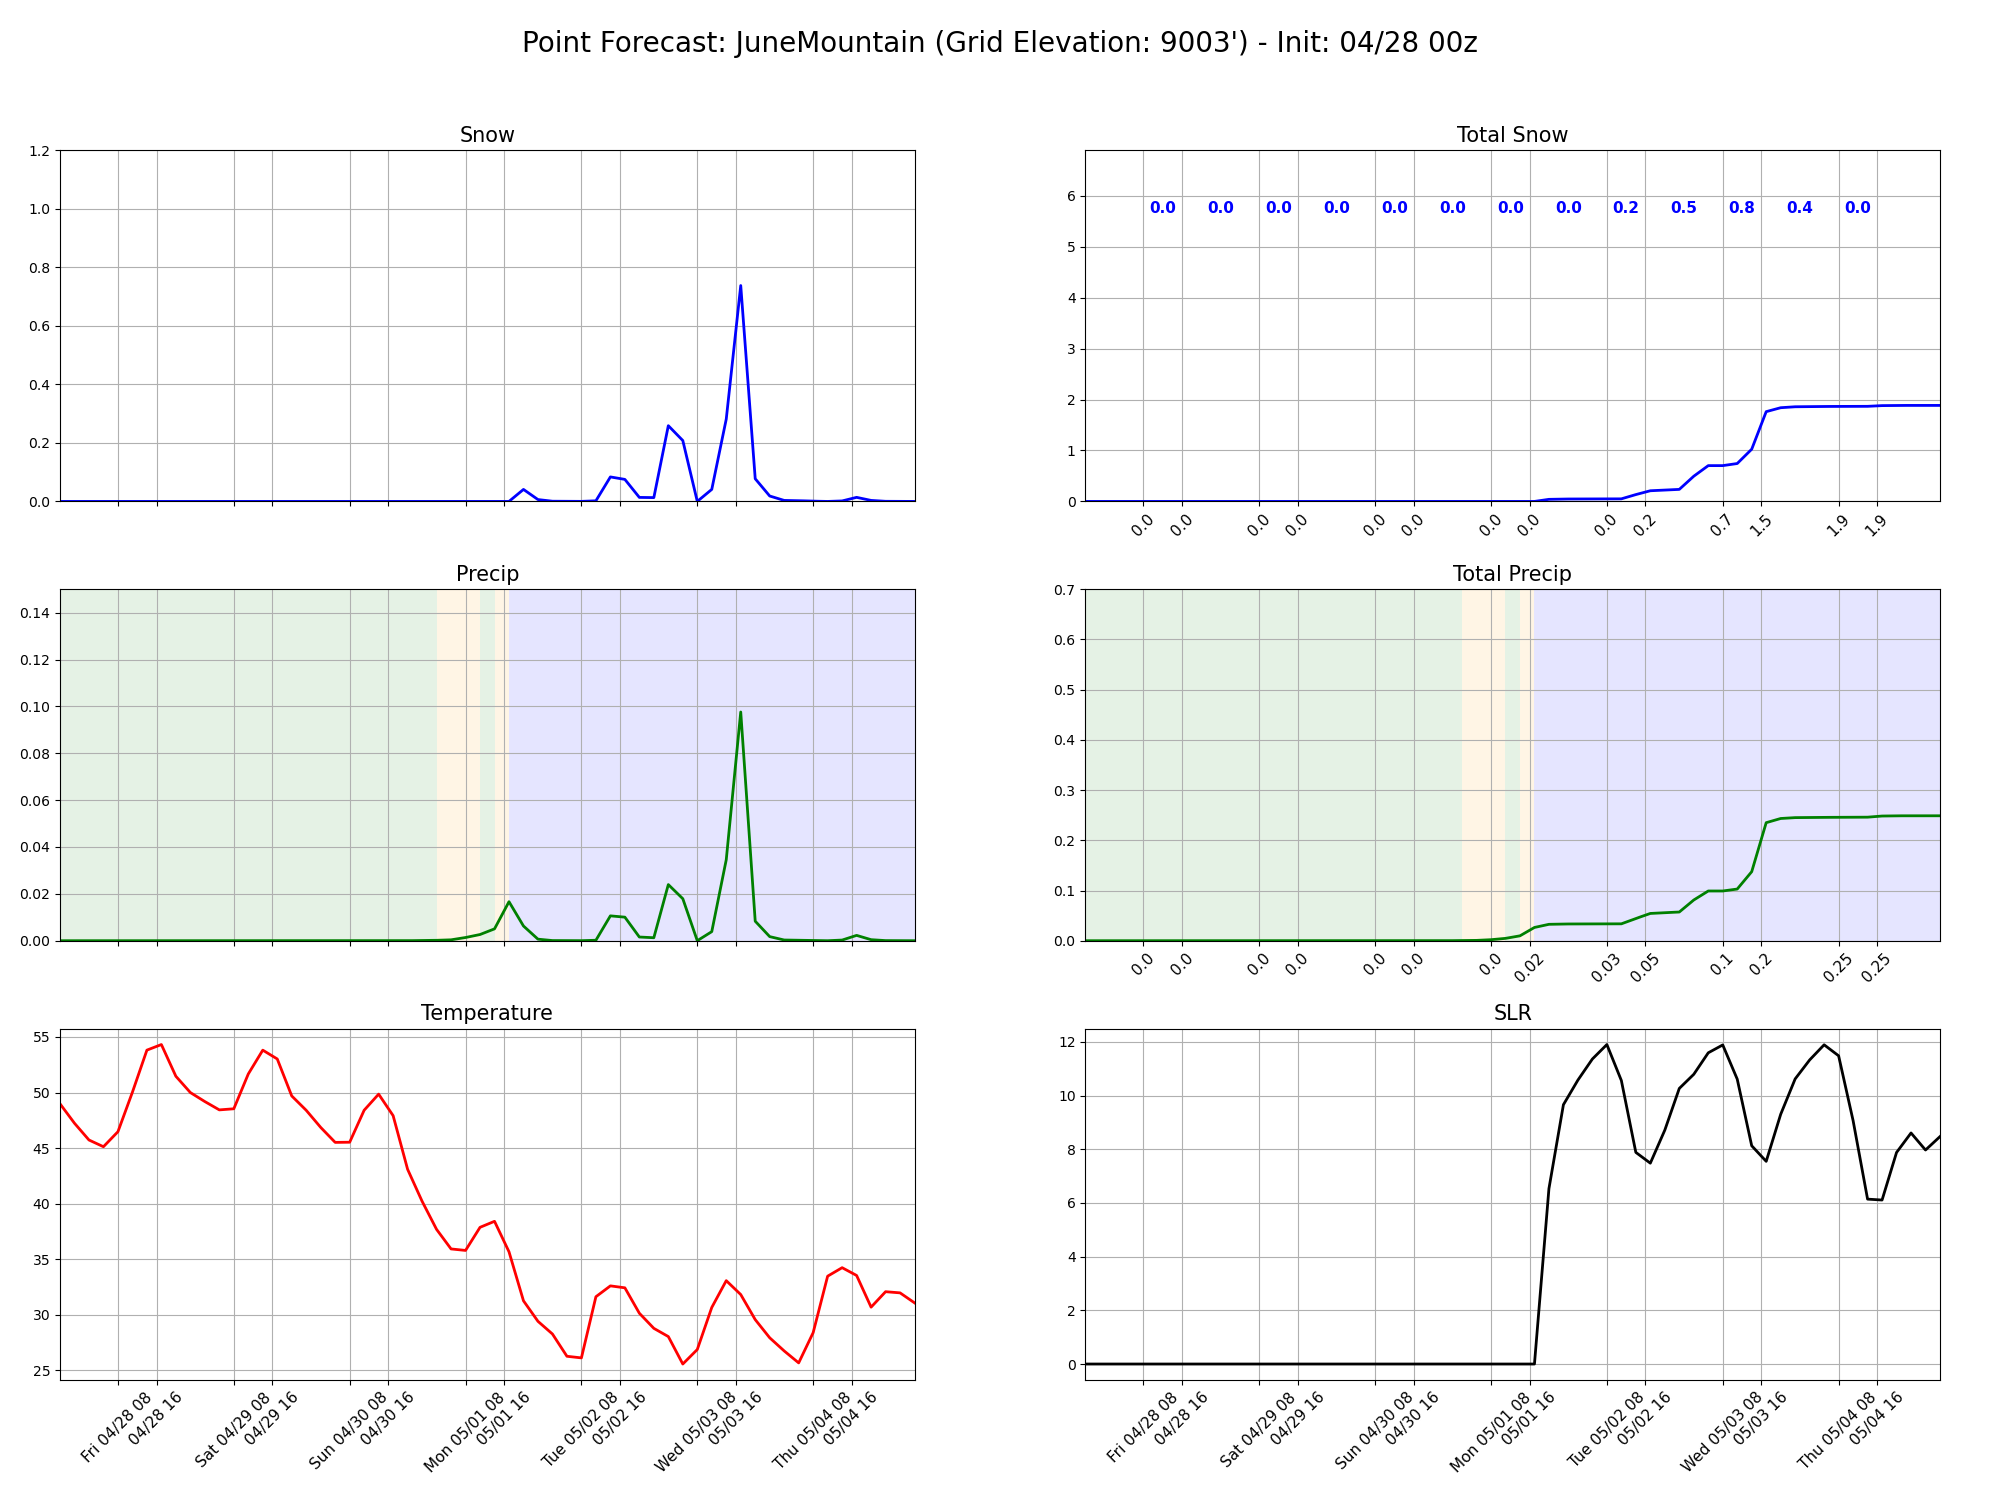 Point Forecast: JuneMountain (Grid Elevation: 9003') - Init: 04/28 00z
Snow
1.2
1.0
0.8
0.6
0.4
0.2
0.0
Total Snow
6
5
4
3
2
1
0
0.0 0.0 0.0 0.0 0.0 0.0 0.0 0.0 0.2 0.5 0.8 0.4 0.0
0.0 0.0 0.0 0.0 0.0 0.0 0.0 0.0 0.0 0.2 0.7 1.5 1.9 1.9
Precip
0.14
0.12
0.10
0.08
0.06
0.04
0.02
0.00
Total Precip
0.7
0.6
0.5
0.4
0.3
0.2
0.1
0.0
0.0 0.0 0.0 0.0 0.0 0.0 0.0 0.02 0.03 0.05 0.1 0.2 0.25 0.25
Temperature
55
50
45
40
35
30
25
Fri 04/28 08
04/28 16
Sat 04/29 08
04/29 16
Sun 04/30 08
04/30 16
Mon 05/01 08
05/01 16
Tue 05/02 08
05/02 16
Wed 05/03 08
05/03 16
Thu 05/04 08
05/04 16
SLR
12
10
8
6
4
2
0
Fri 04/28 08
04/28 16
Sat 04/29 08
04/29 16
Sun 04/30 08
04/30 16
Mon 05/01 08
05/01 16
Tue 05/02 08
05/02 16
Wed 05/03 08
05/03 16
Thu 05/04 08
05/04 16